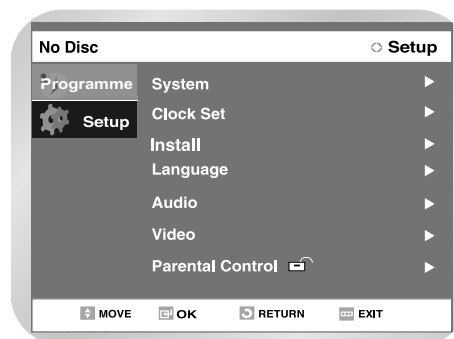 No Disc Setup
Programme
Setup
System
Clock Set
Install
Language
Audio
Video
Parental Control
MOVE OK RETURN EXIT